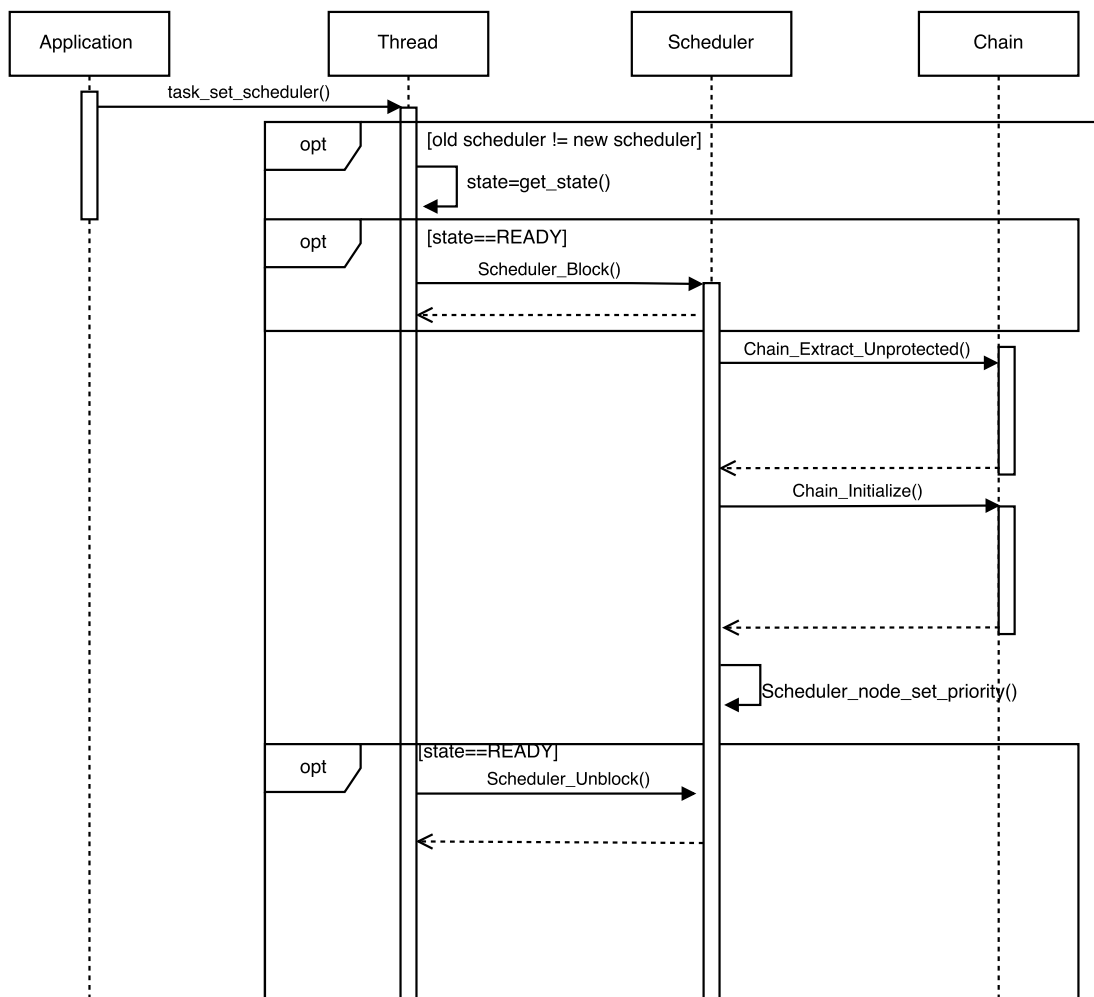 Application
Thread
Scheduler
Chain
task_set_scheduler()
opt
[old scheduler != new scheduler]
state=get_state()
opt
[state==READY]
Scheduler_Block()
Chain_Extract_Unprotected()
Chain_Initialize()
Scheduler_node_set_priority()
opt
[state==READY]
Scheduler_Unblock()